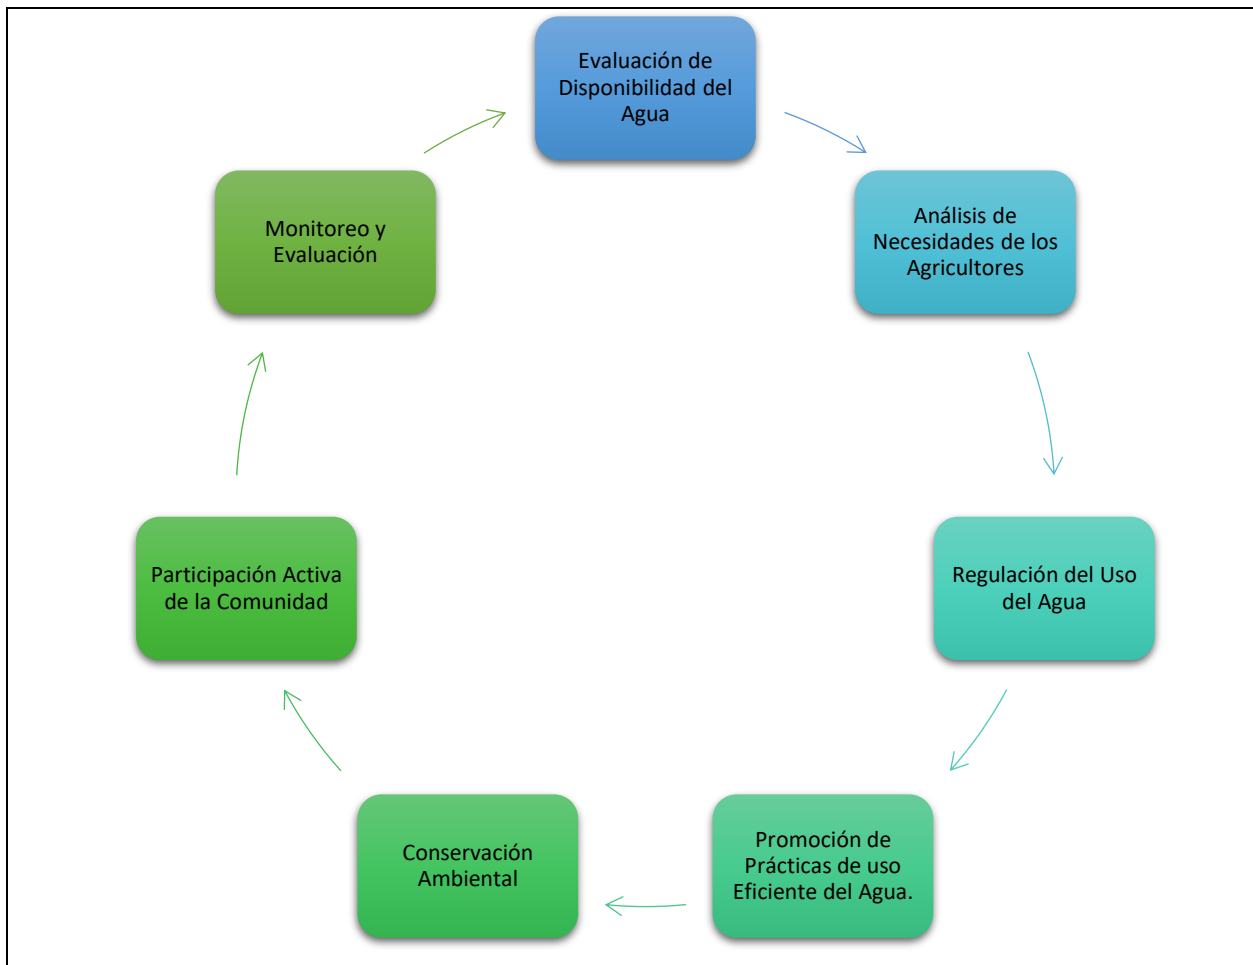 Evaluación de
Disponibilidad del
Agua
Análisis de
Necesidades de los
Agricultores
Regulación del Uso
del Agua
Promoción de
Prácticas de uso
Eficiente del Agua.
Conservación
Ambiental
Participación Activa
de la Comunidad
Monitoreo y
Evaluación